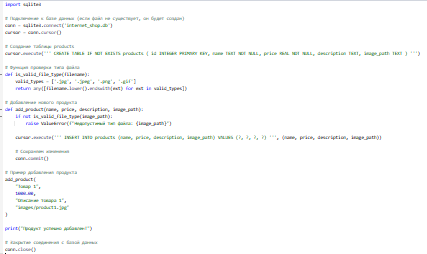 import sqlite3
# Подключение к базе данных (если файл не существует, он будет создан)
conn = sqlite3.connect('internet_shop.db')
cursor = conn.cursor()
# Создание таблицы products
cursor.execute(''' CREATE TABLE IF NOT EXISTS products ( id INTEGER PRIMARY KEY, name TEXT NOT NULL, price REAL NOT NULL, description TEXT, image_path TEXT ) ''')
# Функция проверки типа файла
def is_valid_file_type(filename):
valid_types = ['.jpg', '.jpeg', '.png', '.gif']
return any([filename.lower().endswith(ext) for ext in valid_types])
# Добавление нового продукта
def add_product(name, price, description, image_path):
if not is_valid_file_type(image_path):
raise ValueError(f"Недопустимый тип файла: {image_path}")
cursor.execute(''' INSERT INTO products (name, price, description, image_path) VALUES (?, ?, ?, ?) ''', (name, price, description, image_path))
# Сохраняем изменения
conn.commit()
# Пример добавления продукта
add_product(
"Товар 1",
1000.00,
"Описание товара 1",
"images/product1.jpg"
)
print("Продукт успешно добавлен!")
# Закрытие соединения с базой данных
conn.close()